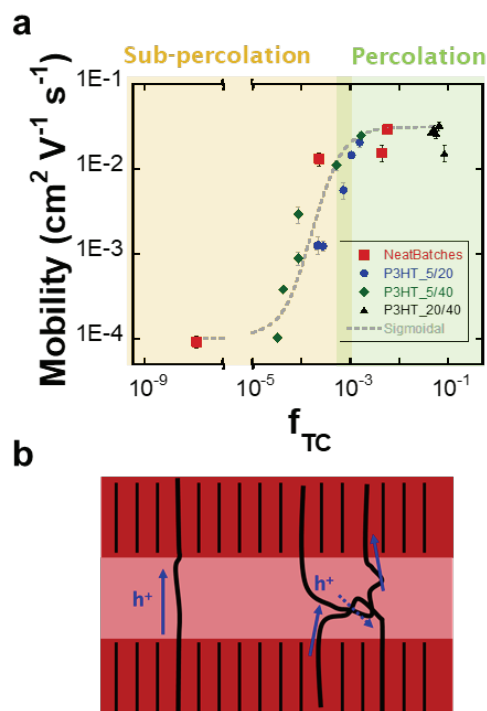 a
Sub-percolation Percolation
Mobility (cm² V⁻¹ s⁻¹)
1E-1
1E-2
1E-3
1E-4
NeatBatches
P3HT_5/20
P3HT_5/40
P3HT_20/40
Sigmoidal
10⁻⁹ 10⁻⁵ 10⁻³ 10⁻¹
f_TC
b
h⁺ h⁺